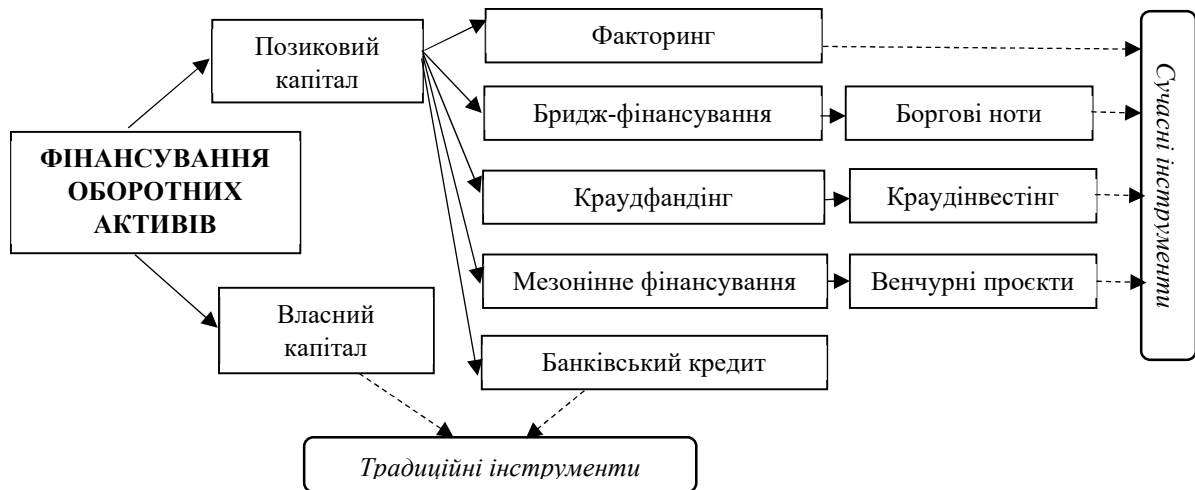 Позиковий
капітал
Факторинг
Бридж-фінансування
Боргові ноти
ФІНАНСУВАННЯ
ОБОРОТНИХ
АКТИВІВ
Краудфандінг
Краудінвестінг
Мезонінне фінансування
Венчурні проєкти
Власний
капітал
Банківський кредит
Традиційні інструменти
Сучасні інструменти